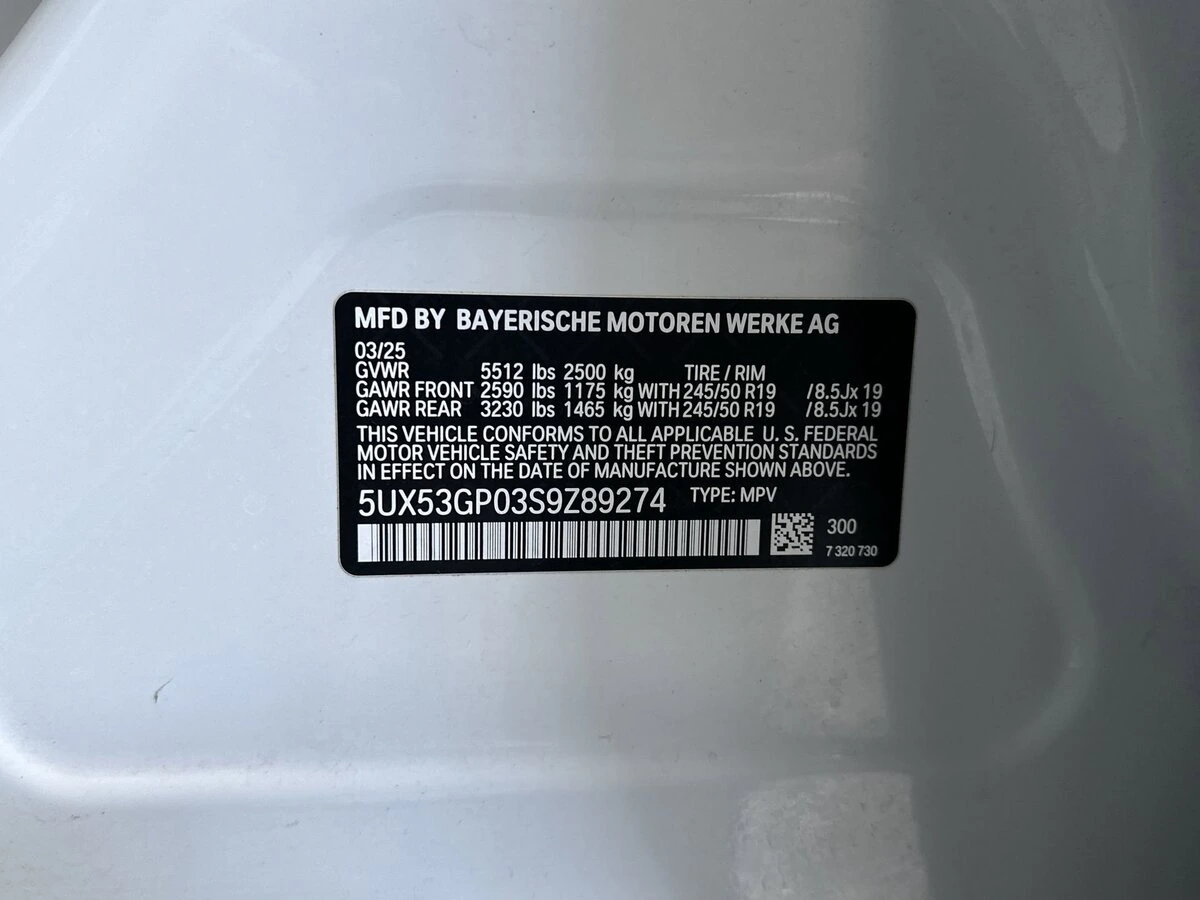 MFD BY BAYERISCHE MOTOREN WERKE AG
03/25
GVWR 5512 lbs 2500 kg TIRE / RIM
GAWR FRONT 2590 lbs 1175 kg WITH 245/50 R19 /8.5Jx 19
GAWR REAR 3230 lbs 1465 kg WITH 245/50 R19 /8.5Jx 19
THIS VEHICLE CONFORMS TO ALL APPLICABLE U. S. FEDERAL
MOTOR VEHICLE SAFETY AND THEFT PREVENTION STANDARDS
IN EFFECT ON THE DATE OF MANUFACTURE SHOWN ABOVE.
5UX53GP03S9Z89274 TYPE: MPV
300
7 320 730